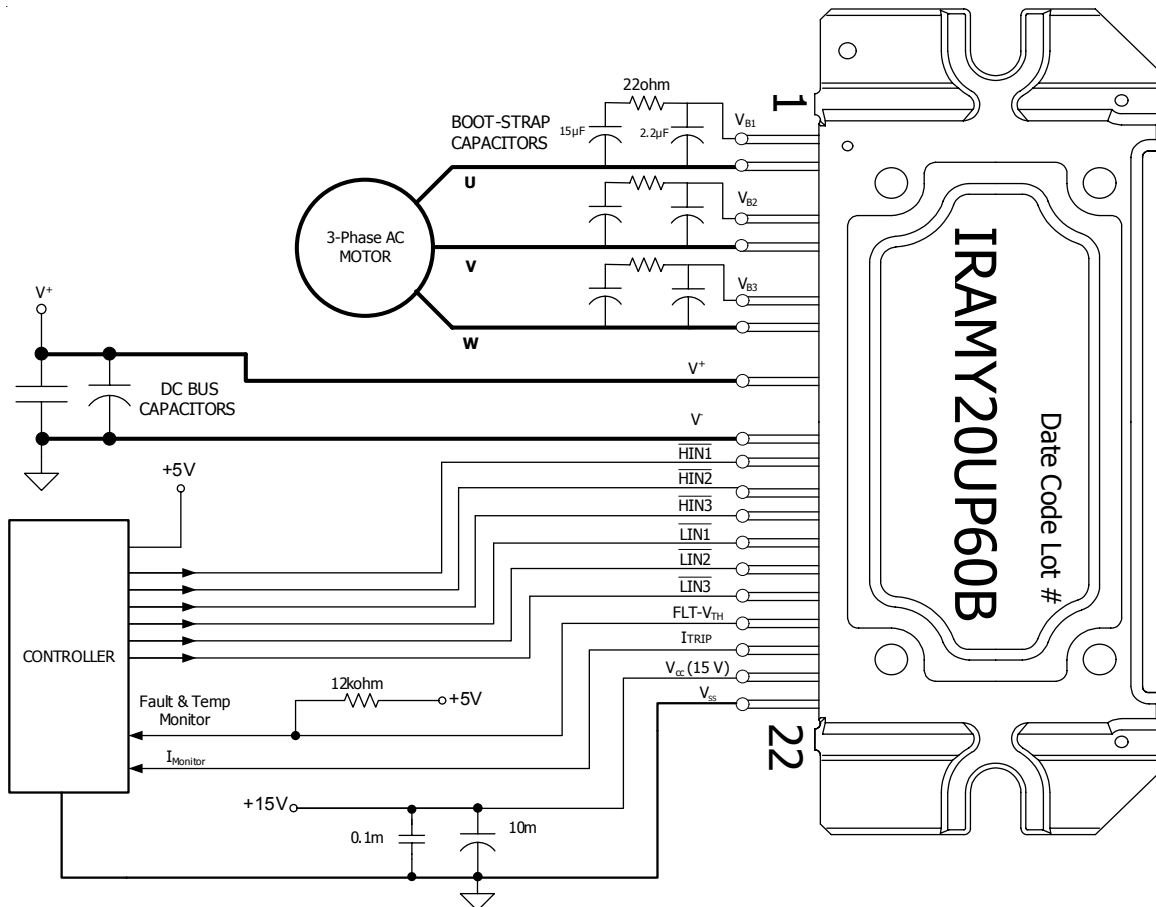 22ohm
1
BOOT-STRAP
CAPACITORS
15µF
2.2µF
VB1
U
VB2
3-Phase AC
MOTOR
V
VB3
V+
W
V+
DC BUS
CAPACITORS
V-
+5V
HIN1
HIN2
HIN3
LIN1
LIN2
LIN3
FLT-VTH
ITRIP
CONTROLLER
12kohm
VCC (15 V)
+5V
Fault & Temp
Monitor
VSS
22
IMonitor
+15V
0.1m
10m
IRAMY20UP60B
Date Code Lot #